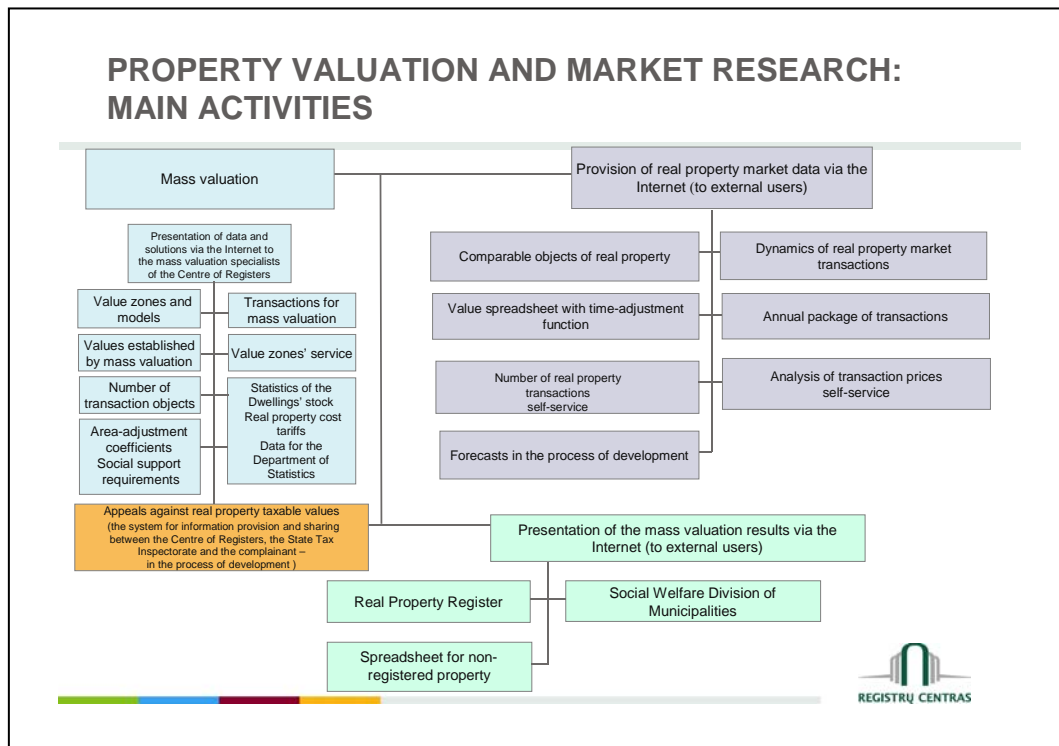 PROPERTY VALUATION AND MARKET RESEARCH:
MAIN ACTIVITIES
Mass valuation
Provision of real property market data via the
Internet (to external users)
Presentation of data and
solutions via the Internet to
the mass valuation specialists
of the Centre of Registers
Value zones and
models
Transactions for
mass valuation
Values established
by mass valuation
Value zones' service
Number of
transaction objects
Statistics of the
Dwellings' stock
Real property cost
tariffs
Data for the
Department of
Statistics
Area-adjustment
coefficients
Social support
requirements
Comparable objects of real property
Dynamics of real property market
transactions
Value spreadsheet with time-adjustment
function
Annual package of transactions
Number of real property
transactions
self-service
Analysis of transaction prices
self-service
Forecasts in the process of development
Appeals against real property taxable values
(the system for information provision and sharing
between the Centre of Registers, the State Tax
Inspectorate and the complainant –
in the process of development )
Presentation of the mass valuation results via the
Internet (to external users)
Real Property Register
Social Welfare Division of
Municipalities
Spreadsheet for non-
registered property
REGISTRŲ CENTRAS